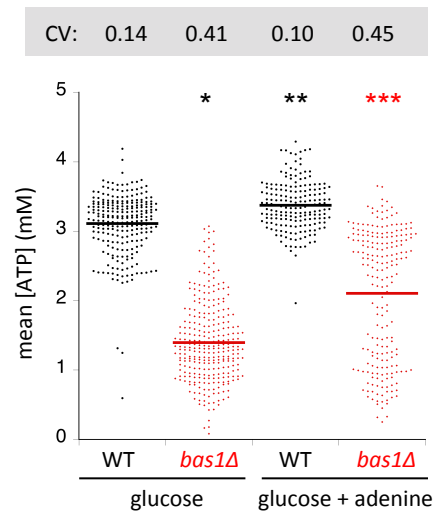 CV: 0.14 0.41 0.10 0.45
* ** ***
mean [ATP] (mM)
5
4
3
2
1
0
WT bas1Δ WT bas1Δ
glucose glucose + adenine